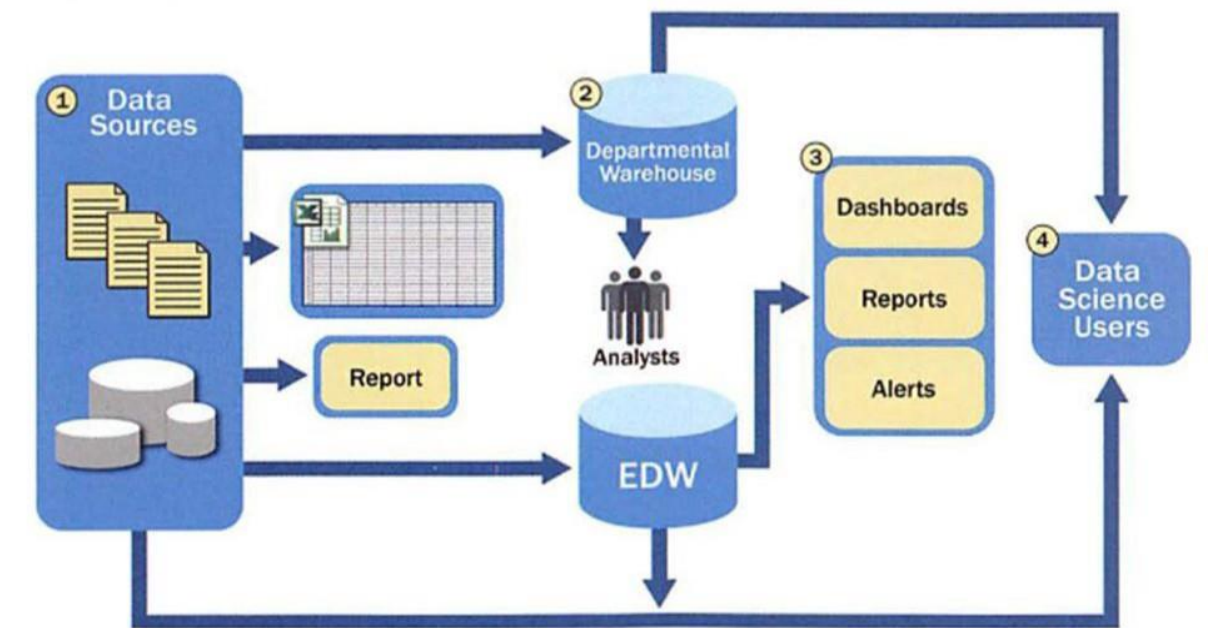 1
Data
Sources
2
Departmental
Warehouse
3
Dashboards
Reports
Alerts
4
Data
Science
Users
Report
Analysts
EDW